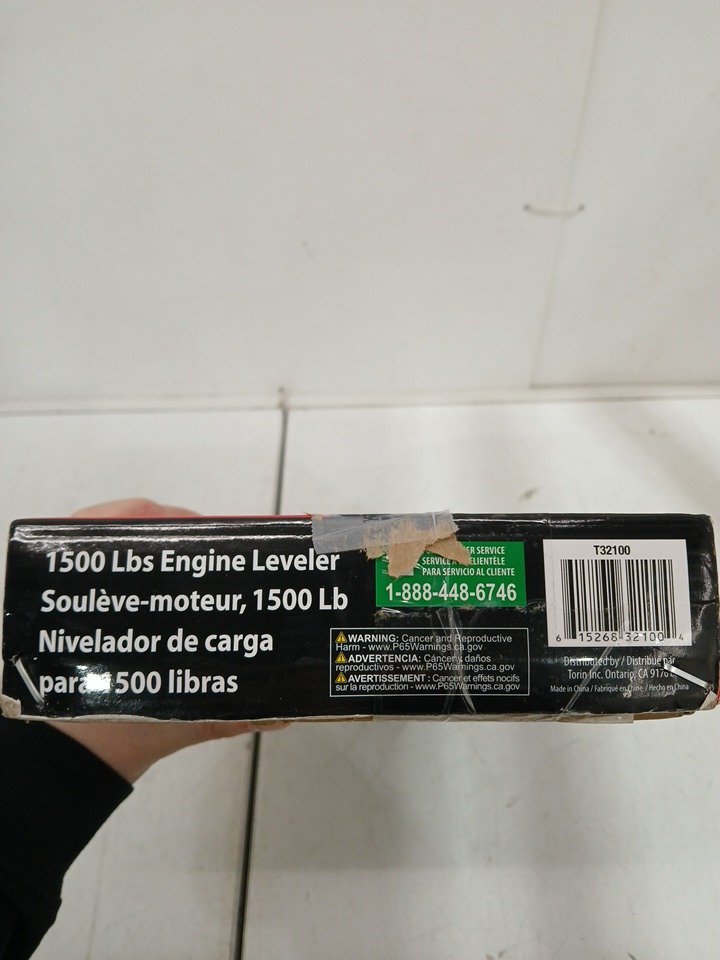 1500 Lbs Engine Leveler
Soulève-moteur, 1500 Lb
Nivelador de carga
para 1500 libras
SERVICE
SERVICE CLIENTÈLE
PARA SERVICIO AL CLIENTE
1-888-448-6746
WARNING: Cancer and Reproductive
Harm - www.P65Warnings.ca.gov
ADVERTENCIA: Cáncer y daños
reproductivos - www.P65Warnings.ca.gov
AVERTISSEMENT : Cancer et effets nocifs
sur la reproduction - www.P65Warnings.ca.gov
T32100
6 15268 32100 4
Distributed by / Distribué par
Torin Inc. Ontario, CA
Made in China / Fabriqué en Chine / Hecho en China